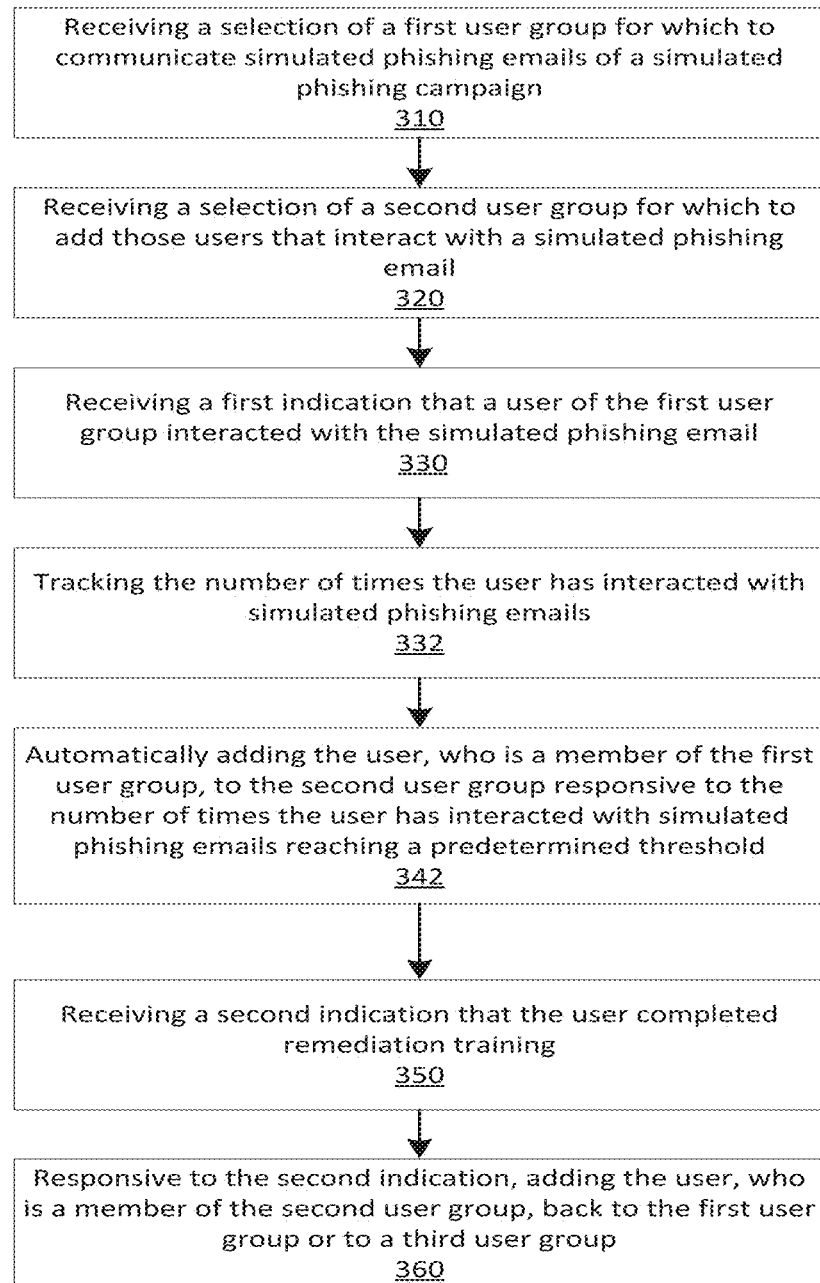 Receiving a selection of a first user group for which to
communicate simulated phishing emails of a simulated
phishing campaign
310
Receiving a selection of a second user group for which to
add those users that interact with a simulated phishing
email
320
Receiving a first indication that a user of the first user
group interacted with the simulated phishing email
330
Tracking the number of times the user has interacted with
simulated phishing emails
332
Automatically adding the user, who is a member of the first
user group, to the second user group responsive to the
number of times the user has interacted with simulated
phishing emails reaching a predetermined threshold
342
Receiving a second indication that the user completed
remediation training
350
Responsive to the second indication, adding the user, who
is a member of the second user group, back to the first user
group or to a third user group
360